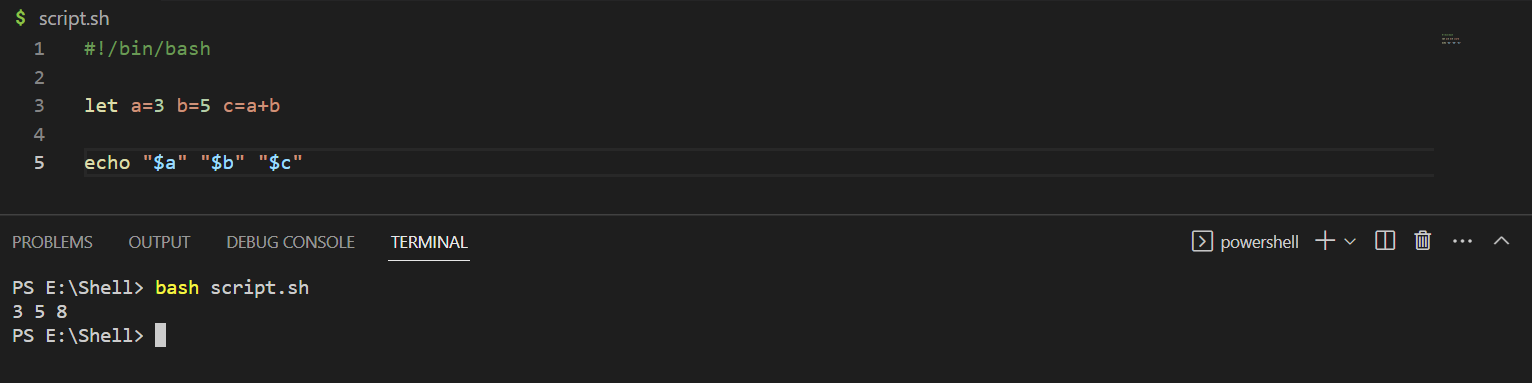 $ script.sh
1 #!/bin/bash
2
3 let a=3 b=5 c=a+b
4
5 echo "$a" "$b" "$c"
PROBLEMS OUTPUT DEBUG CONSOLE TERMINAL powershell
PS E:\Shell> bash script.sh
3 5 8
PS E:\Shell>